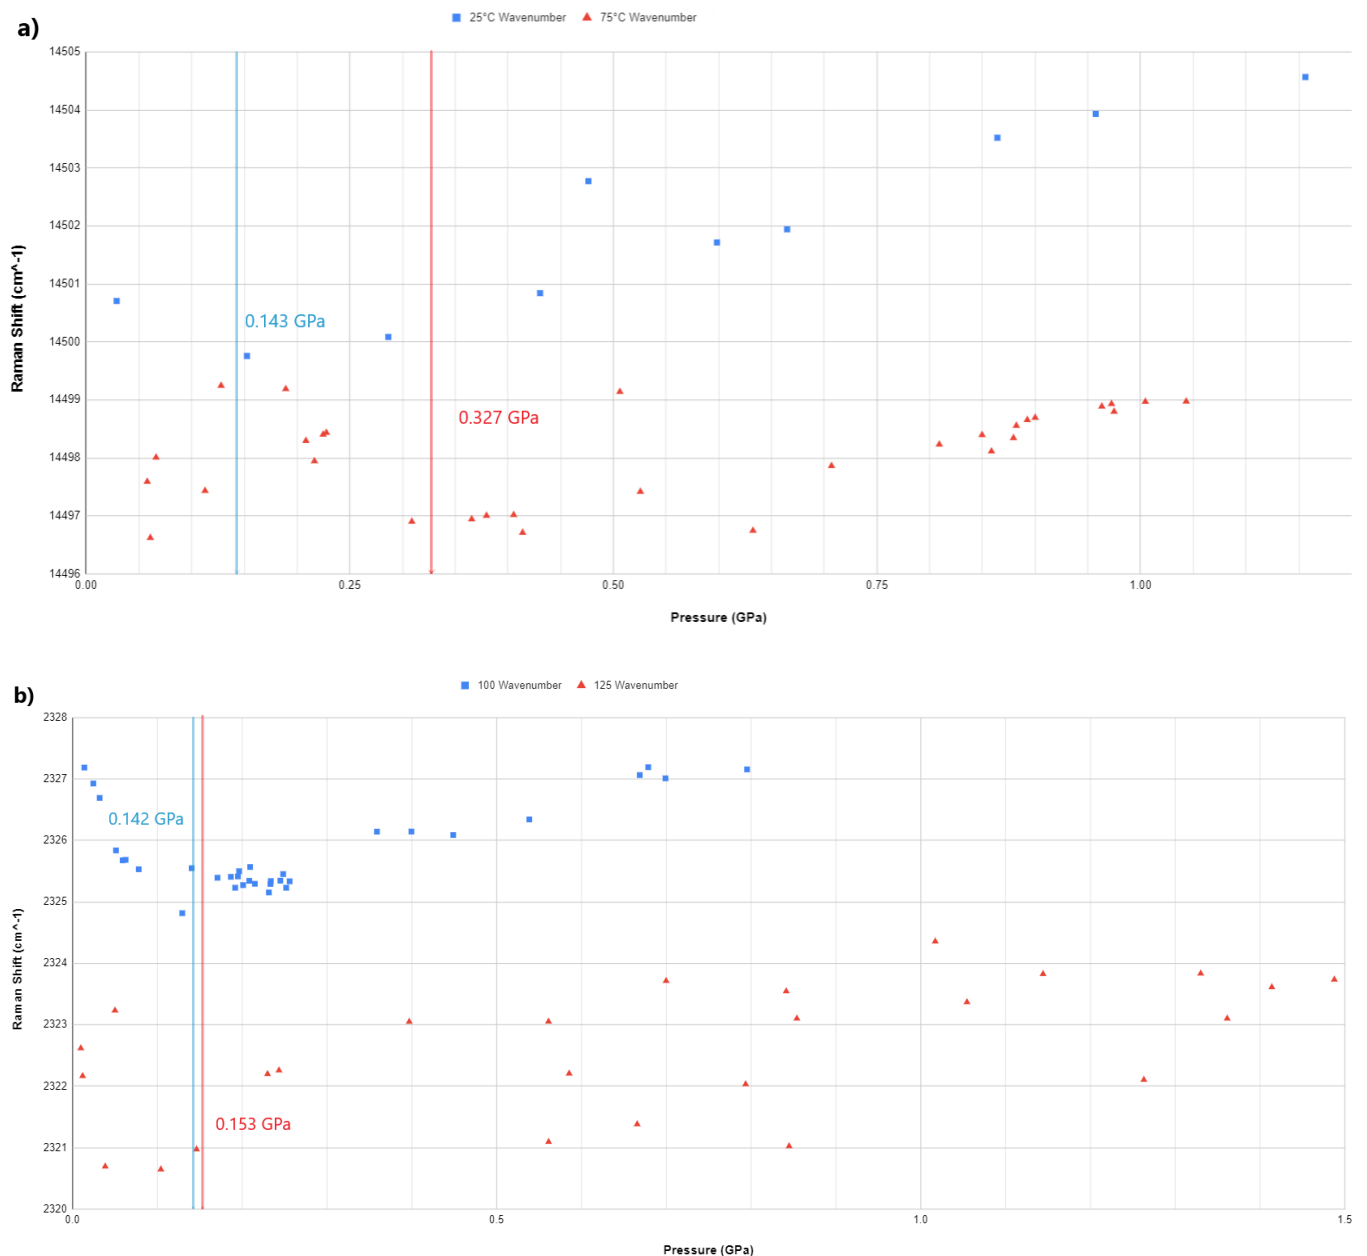 a)
25°C Wavenumber
75°C Wavenumber
14505
14504
14503
14502
14501
14500
14499
14498
14497
14496
Raman Shift (cm^-1)
0.143 GPa
0.327 GPa
0.00
0.25
0.50
0.75
1.00
Pressure (GPa)
b)
100 Wavenumber
125 Wavenumber
2328
2327
2326
2325
2324
2323
2322
2321
2320
Raman Shift (cm^-1)
0.142 GPa
0.153 GPa
0.0
0.5
1.0
1.5
Pressure (GPa)